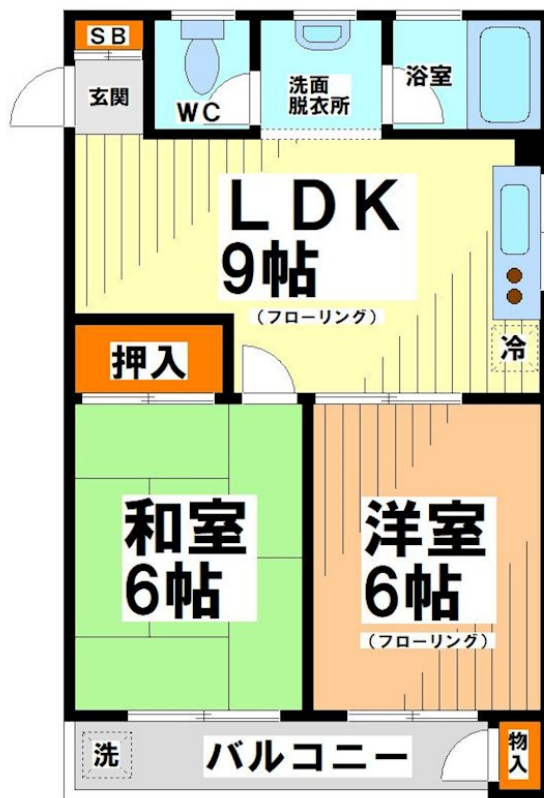 SB
玄関
WC
洗面
脱衣所
浴室
LDK
9帖
(フローリング)
冷
押入
和室
6帖
洋室
6帖
(フローリング)
洗
バルコニー
物
入